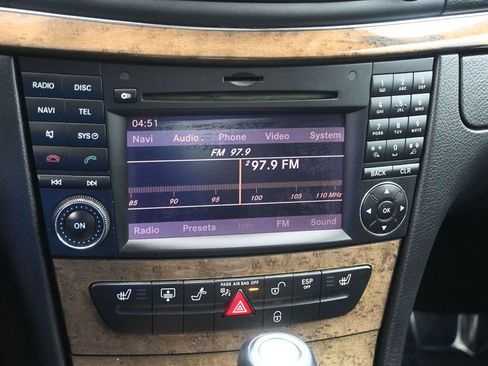 RADIO DISC
NAVI TEL
SYS
ON
04:51
Navi Audio Phone Video System
FM 97.9
2 97.9 FM
85 90 95 100 105 110 MHz
Radio Presets Info FM Sound
BACK CLR
OK
PASS AIR BAG OFF
ESP
OFF